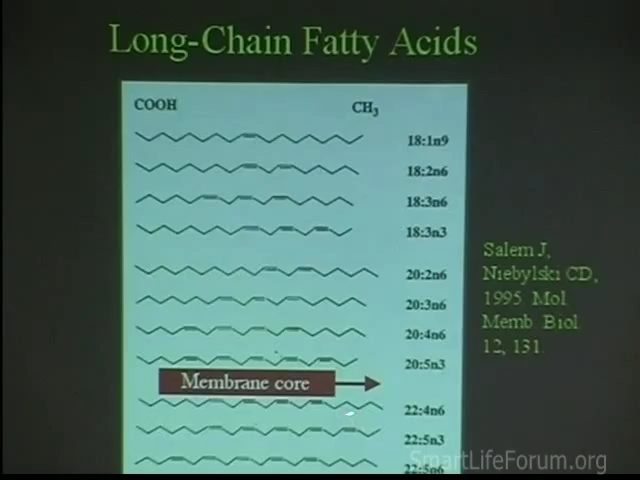 Long-Chain Fatty Acids
COOH
CH3
18:1n9
18:2n6
18:3n6
18:3n3
20:2n6
20:3n6
20:4n6
20:5n3
Membrane core
22:4n6
22:5n3
22:5n6
Salem J,
Niebylski CD,
1995 Mol
Memb Biol
12, 131
SmartLifeForum.org